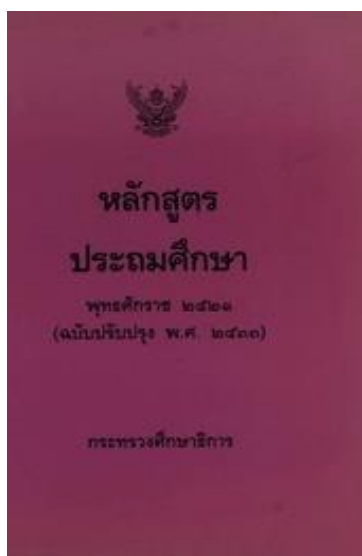 หลักสูตร
ประถมศึกษา
พุทธศักราช ๒๕๒๑
(ฉบับปรับปรุง พ.ศ. ๒๕๓๓)
กระทรวงศึกษาธิการ